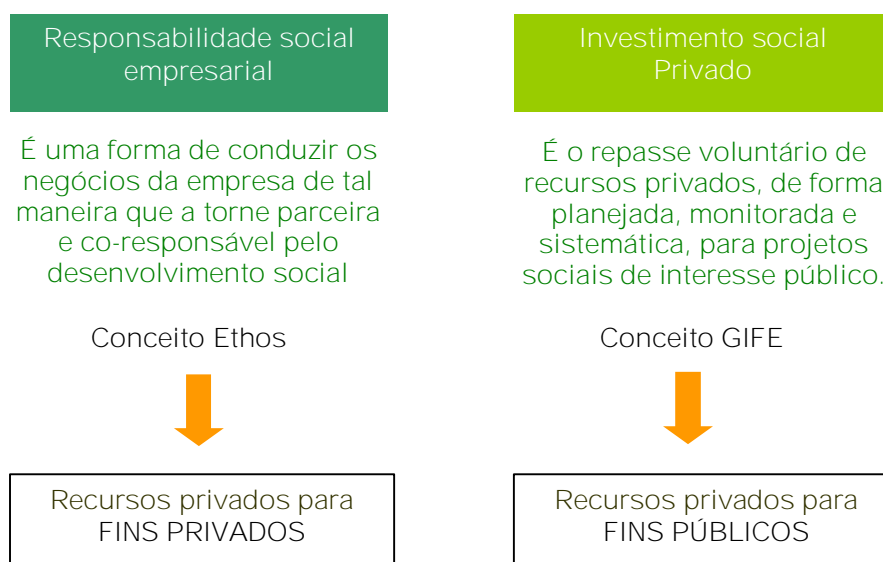 Responsabilidade social
empresarial
É uma forma de conduzir os
negócios da empresa de tal
maneira que a torne parceira
e co-responsável pelo
desenvolvimento social
Conceito Ethos
Recursos privados para
FINS PRIVADOS
Investimento social
Privado
É o repasse voluntário de
recursos privados, de forma
planejada, monitorada e
sistemática, para projetos
sociais de interesse público.
Conceito GIFE
Recursos privados para
FINS PÚBLICOS